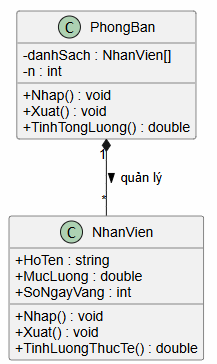 C PhongBan
-danhSach : NhanVien[]
-n : int
+Nhap() : void
+Xuat() : void
+TinhTongLuong() : double
1
quản lý
*
C NhanVien
+HoTen : string
+MucLuong : double
+SoNgayVang : int
+Nhap() : void
+Xuat() : void
+TinhLuongThucTe() : double